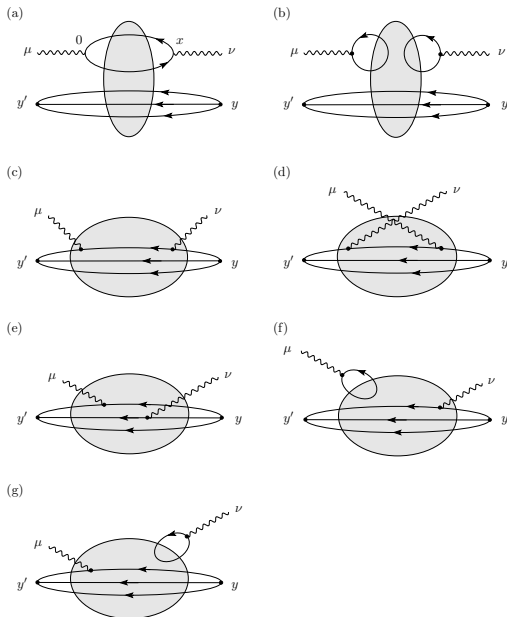 (a)
(b)
0 x
μ ν
μ ν
y′ y
y′ y
(c)
(d)
μ ν
μ ν
y′ y
y′ y
(e)
(f)
μ ν
μ ν
y′ y
y′ y
(g)
μ ν
y′ y